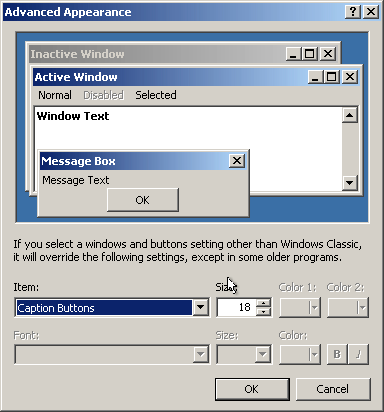 Advanced Appearance
Inactive Window
Active Window
Normal Disabled Selected
Window Text
Message Box
Message Text
OK
If you select a windows and buttons setting other than Windows Classic,
it will override the following settings, except in some older programs.
Item: Size: Color 1: Color 2:
Caption Buttons 18
Font: Size: Color:
B I
OK Cancel